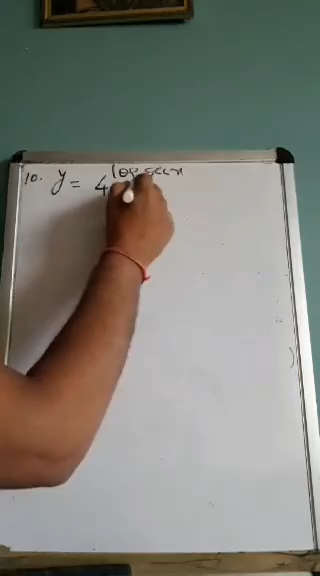 10. y = 4 log secx